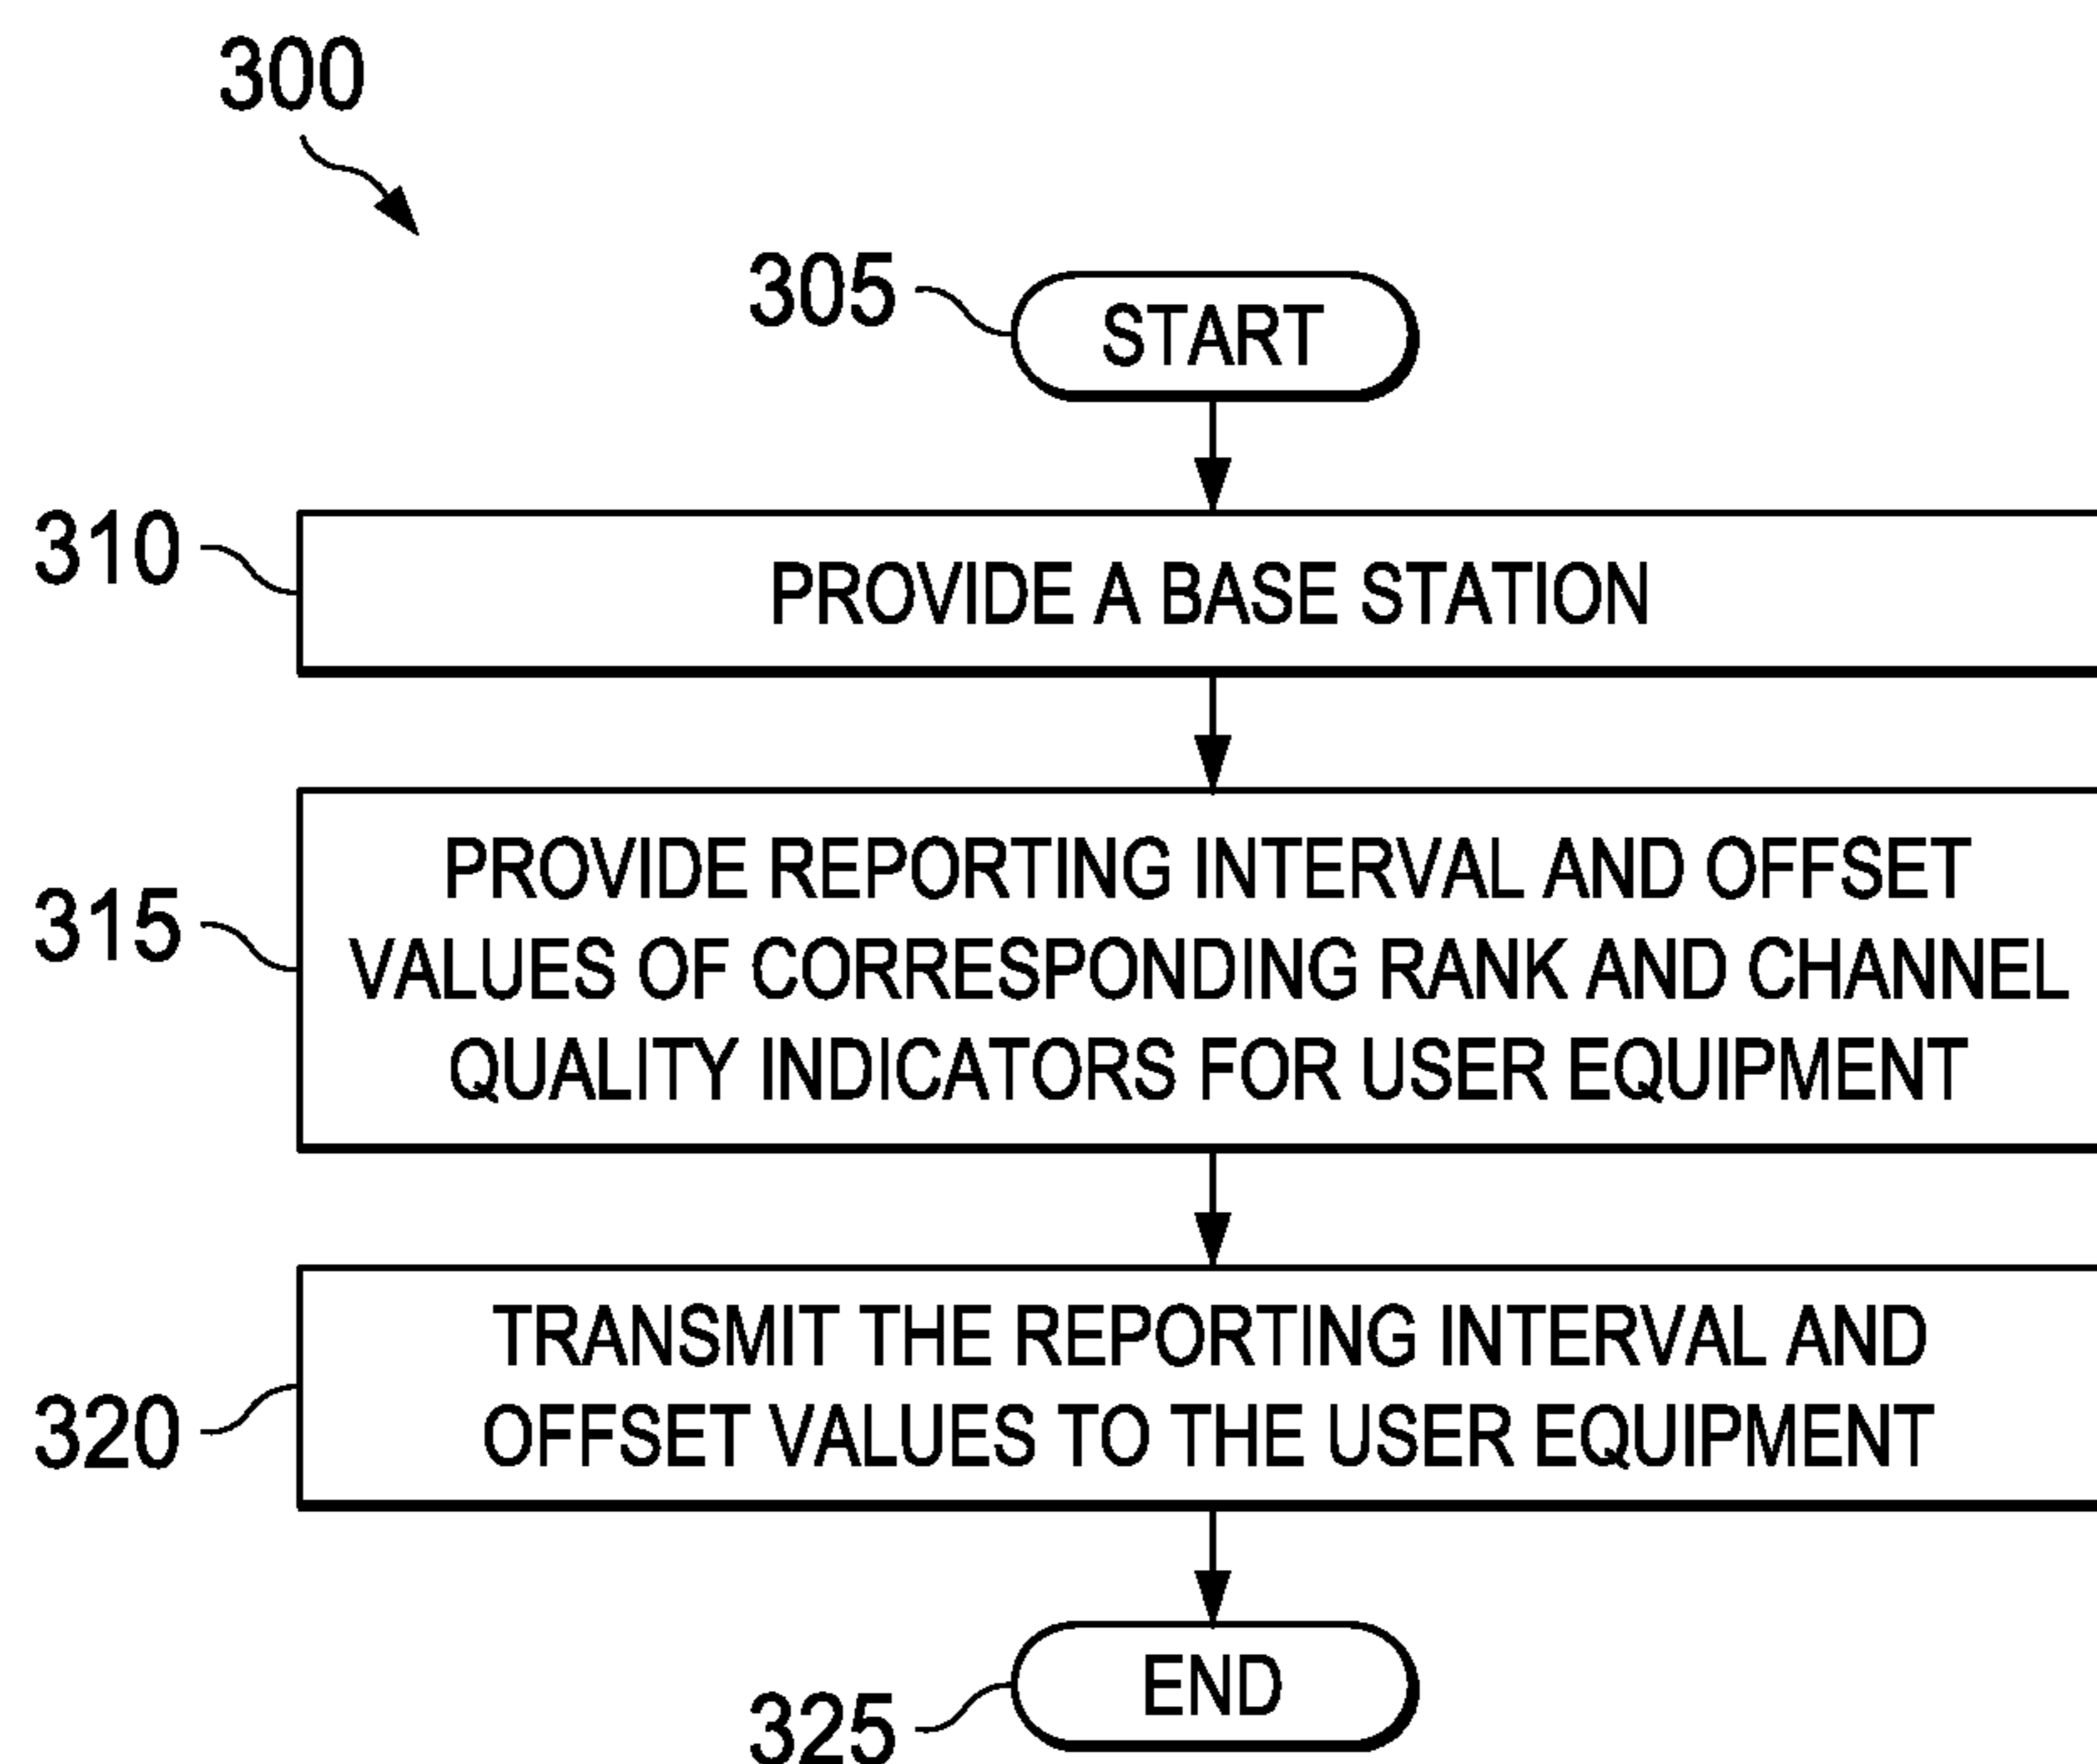 300
305
START
310
PROVIDE A BASE STATION
315
PROVIDE REPORTING INTERVAL AND OFFSET
VALUES OF CORRESPONDING RANK AND CHANNEL
QUALITY INDICATORS FOR USER EQUIPMENT
320
TRANSMIT THE REPORTING INTERVAL AND
OFFSET VALUES TO THE USER EQUIPMENT
325
END